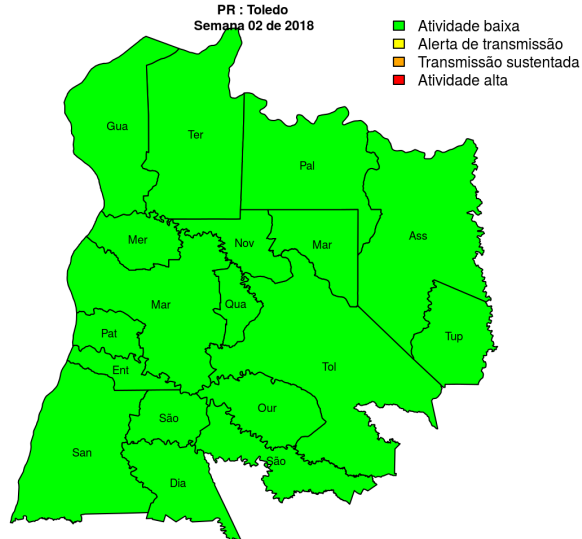 PR : Toledo
Semana 02 de 2018
Atividade baixa
Alerta de transmissão
Transmissão sustentada
Atividade alta
Gua
Ter
Pal
Ass
Mer
Nov
Mar
Mar
Qua
Pat
Tup
Ent
Tol
São
Our
San
São
Dia